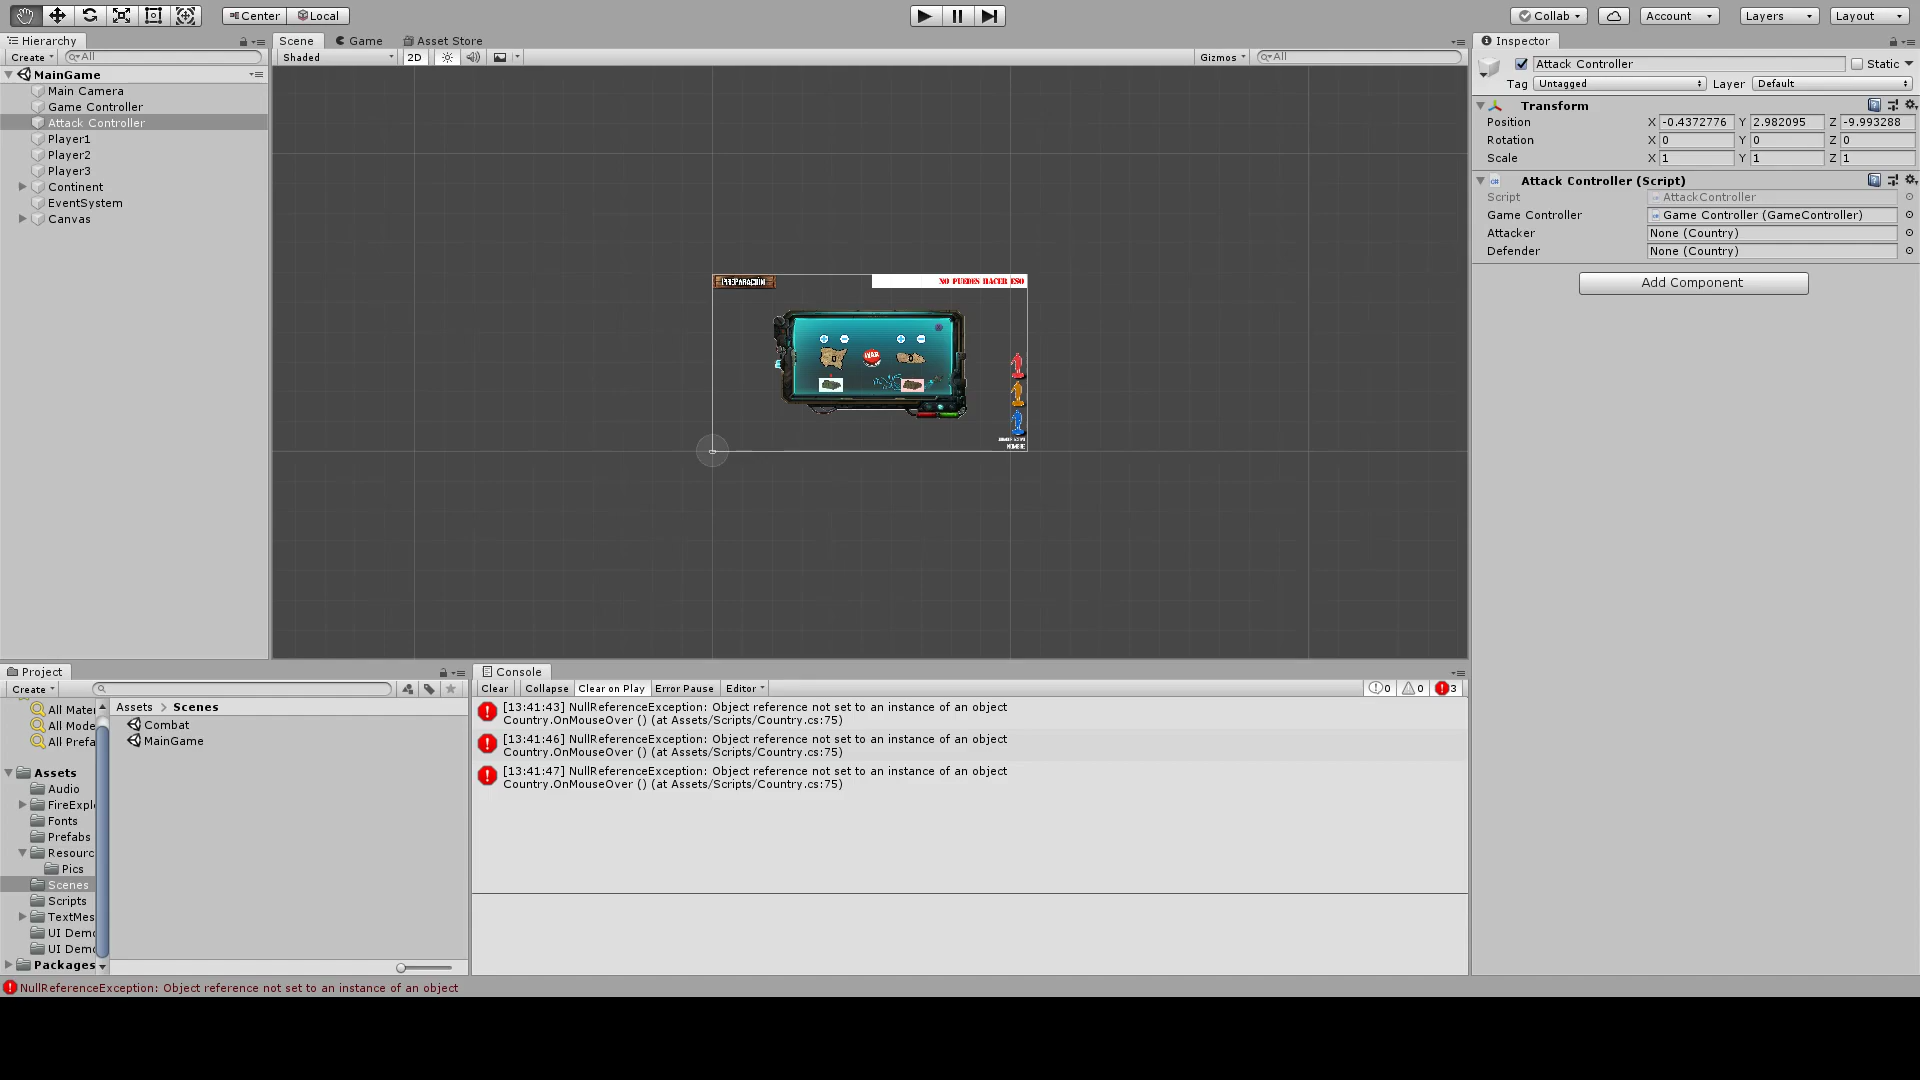 Center
Local
Collab
Account
Layers
Layout
Hierarchy
Create
All
MainGame
Main Camera
Game Controller
Attack Controller
Player1
Player2
Player3
Continent
EventSystem
Canvas
Scene
Game
Asset Store
Shaded
2D
Gizmos
All
NO PUEDES HACER ESO
WAR
0
0
NOMBRE
Inspector
Attack Controller
Static
Tag
Untagged
Layer
Default
Transform
Position
X -0.4372776 Y 2.982095 Z -9.993288
Rotation
X 0 Y 0 Z 0
Scale
X 1 Y 1 Z 1
Attack Controller (Script)
Script
AttackController
Game Controller
Game Controller (GameController)
Attacker
None (Country)
Defender
None (Country)
Add Component
Project
Create
All Mater
All Mode
All Prefa
Assets
Audio
FireExpl
Fonts
Prefabs
Resourc
Pics
Scenes
Scripts
TextMes
UI Demo
UI Demo
Packages
Assets > Scenes
Combat
MainGame
Console
Clear
Collapse
Clear on Play
Error Pause
Editor
0
0
3
[13:41:43] NullReferenceException: Object reference not set to an instance of an object
Country.OnMouseOver () (at Assets/Scripts/Country.cs:75)
[13:41:46] NullReferenceException: Object reference not set to an instance of an object
Country.OnMouseOver () (at Assets/Scripts/Country.cs:75)
[13:41:47] NullReferenceException: Object reference not set to an instance of an object
Country.OnMouseOver () (at Assets/Scripts/Country.cs:75)
NullReferenceException: Object reference not set to an instance of an object